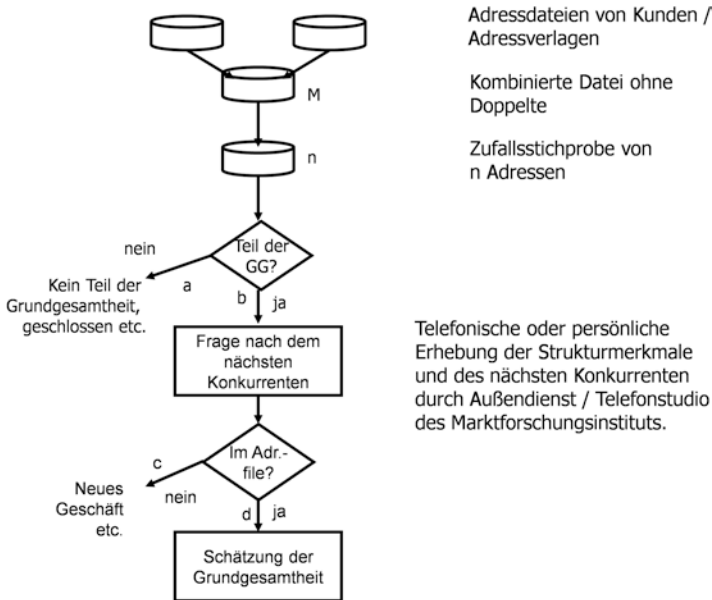 Adressdateien von Kunden /
Adressverlagen
M
Kombinierte Datei ohne
Doppelte
n
Zufallsstichprobe von
n Adressen
Teil der
GG?
nein
a
b
ja
Kein Teil der
Grundgesamtheit,
geschlossen etc.
Frage nach dem
nächsten
Konkurrenten
Telefonische oder persönliche
Erhebung der Strukturmerkmale
und des nächsten Konkurrenten
durch Außendienst / Telefonstudio
des Marktforschungsinstituts.
Im Adr.-
file?
c
nein
d
ja
Neues
Geschäft
etc.
Schätzung der
Grundgesamtheit